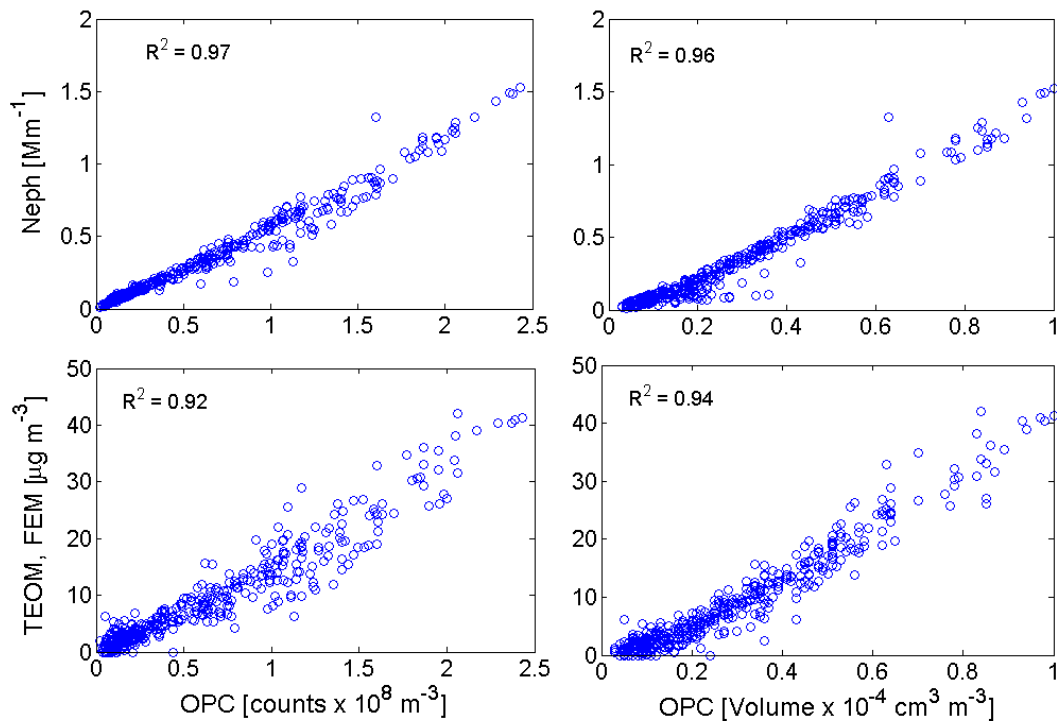 2
1.5
1
0.5
0
Neph [Mm⁻¹]
R² = 0.97
0 0.5 1 1.5 2 2.5
2
1.5
1
0.5
0
R² = 0.96
0 0.2 0.4 0.6 0.8 1
50
40
30
20
10
0
TEOM, FEM [µg m⁻³]
R² = 0.92
0 0.5 1 1.5 2 2.5
OPC [counts x 10⁸ m⁻³]
50
40
30
20
10
0
R² = 0.94
0 0.2 0.4 0.6 0.8 1
OPC [Volume x 10⁻⁴ cm³ m⁻³]